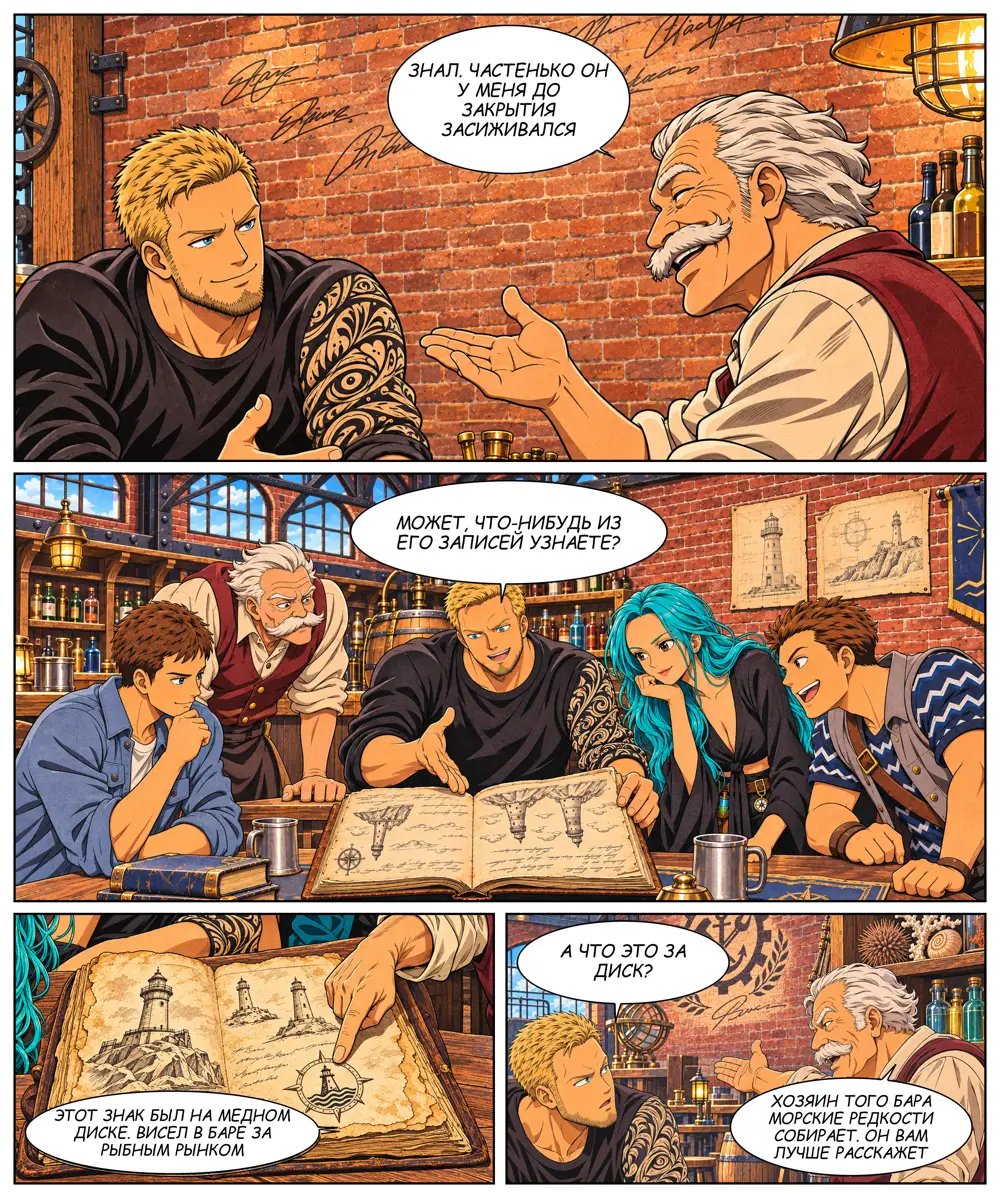 ЗНАЛ. ЧАСТЕНЬКО ОН
У МЕНЯ ДО
ЗАКРЫТИЯ
ЗАСИЖИВАЛСЯ
МОЖЕТ, ЧТО-НИБУДЬ ИЗ
ЕГО ЗАПИСЕЙ УЗНАЕТЕ?
ЭТОТ ЗНАК БЫЛ НА МЕДНОМ
ДИСКЕ. ВИСЕЛ В БАРЕ ЗА
РЫБНЫМ РЫНКОМ
А ЧТО ЭТО ЗА
ДИСК?
ХОЗЯИН ТОГО БАРА
МОРСКИЕ РЕДКОСТИ
СОБИРАЕТ. ОН ВАМ
ЛУЧШЕ РАССКАЖЕТ